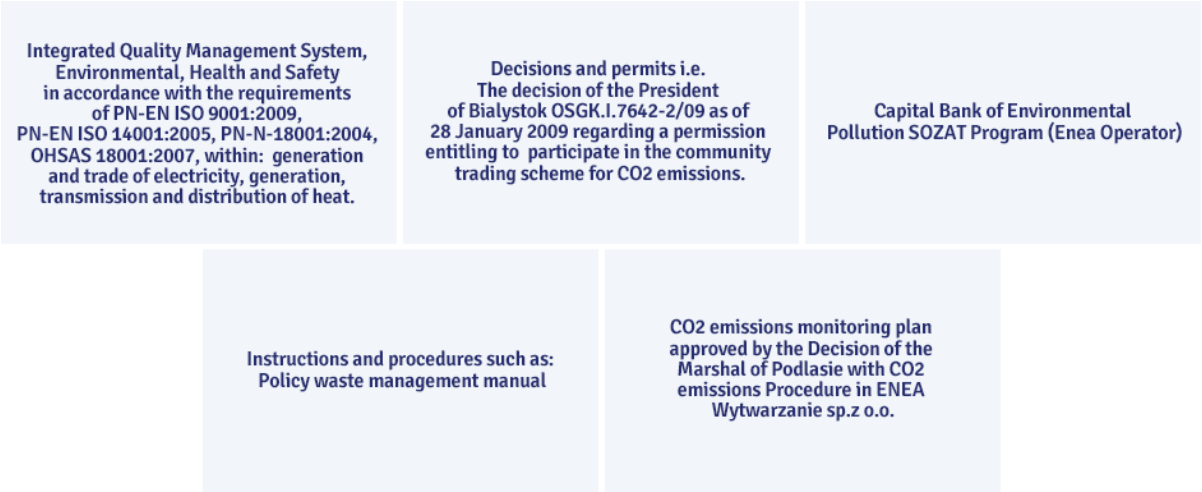 Integrated Quality Management System,
Environmental, Health and Safety
in accordance with the requirements
of PN-EN ISO 9001:2009,
PN-EN ISO 14001:2005, PN-N-18001:2004,
OHSAS 18001:2007, within: generation
and trade of electricity, generation,
transmission and distribution of heat.
Decisions and permits i.e.
The decision of the President
of Bialystok OSGK.I.7642-2/09 as of
28 January 2009 regarding a permission
entitling to participate in the community
trading scheme for CO2 emissions.
Capital Bank of Environmental
Pollution SOZAT Program (Enea Operator)
Instructions and procedures such as:
Policy waste management manual
CO2 emissions monitoring plan
approved by the Decision of the
Marshal of Podlasie with CO2
emissions Procedure in ENEA
Wytwarzanie sp.z o.o.